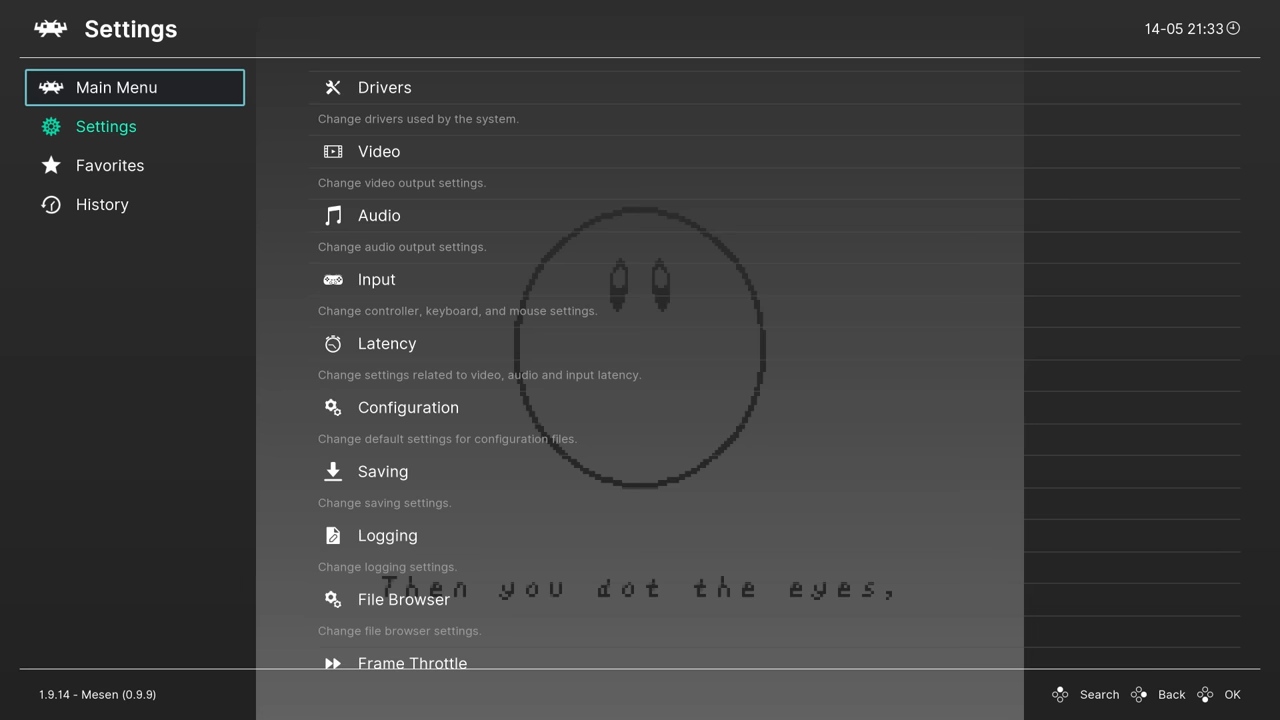 Settings
14-05 21:33
Main Menu
Settings
Favorites
History
Drivers
Change drivers used by the system.
Video
Change video output settings.
Audio
Change audio output settings.
Input
Change controller, keyboard, and mouse settings.
Latency
Change settings related to video, audio and input latency.
Configuration
Change default settings for configuration files.
Saving
Change saving settings.
Logging
Change logging settings.
Then you dot the eyes,
File Browser
Change file browser settings.
Frame Throttle
1.9.14 - Mesen (0.9.9)
Search
Back
OK